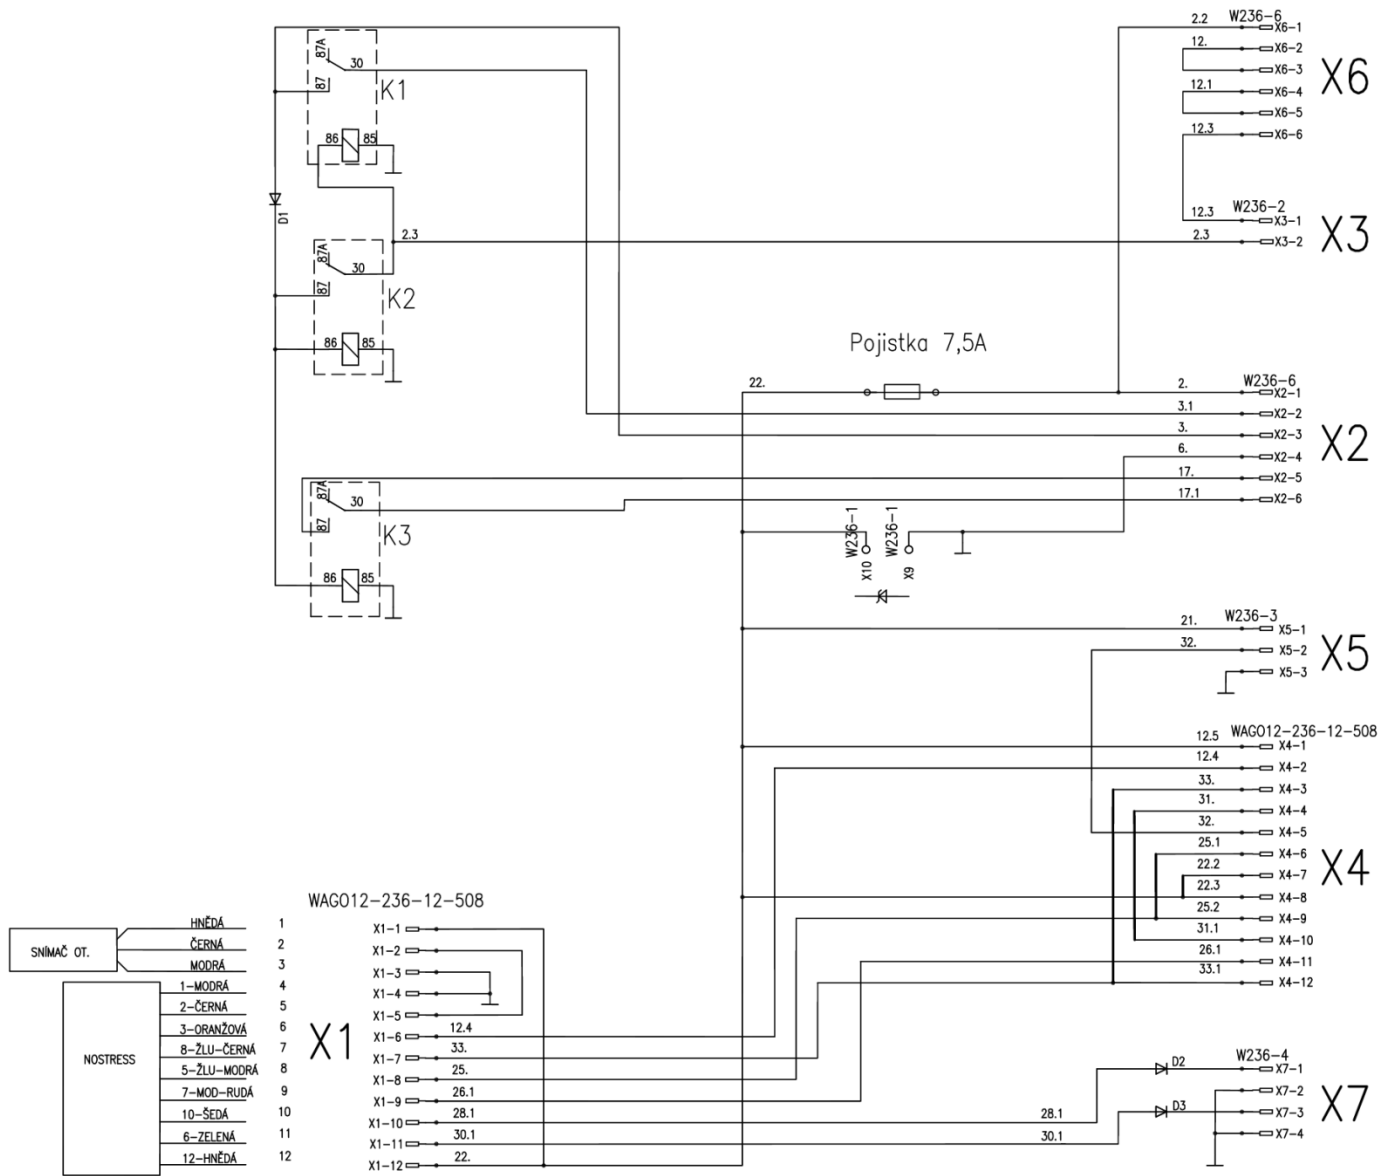 2.2 W236-6
X6-1
12. X6-2
X6-3
12.1 X6-4
X6-5
12.3 X6-6
X6
87A
30
87
K1
86 85
D1
12.3 W236-2
X3-1
2.3 2.3 X3-2
X3
87A
30
87
K2
86 85
Pojistka 7,5A
22. 2. W236-6
X2-1
3.1 X2-2
3. X2-3
6. X2-4
17. X2-5
17.1 X2-6
X2
87A
30
87
K3
86 85
W236-1 W236-1
X10 X9
21. W236-3
X5-1
32. X5-2
X5-3
X5
WAGO12-236-12-508
12.5 X4-1
12.4 X4-2
33. X4-3
31. X4-4
32. X4-5
25.1 X4-6
22.2 X4-7
22.3 X4-8
25.2 X4-9
31.1 X4-10
26.1 X4-11
33.1 X4-12
X4
WAGO12-236-12-508
SNÍMAČ OT.
HNĚDÁ 1 X1-1
ČERNÁ 2 X1-2
MODRÁ 3 X1-3
NOSTRESS
1-MODRÁ 4 X1-4
2-ČERNÁ 5 X1-5
3-ORANŽOVÁ 6 X1-6 12.4
8-ŽLU-ČERNÁ 7 X1-7 33.
5-ŽLU-MODRÁ 8 X1-8 25.
7-MOD-RUDÁ 9 X1-9 26.1
10-ŠEDÁ 10 X1-10 28.1 28.1
6-ZELENÁ 11 X1-11 30.1 30.1
12-HNĚDÁ 12 X1-12 22.
X1
D2 W236-4
X7-1
X7-2
D3 X7-3
X7-4
X7